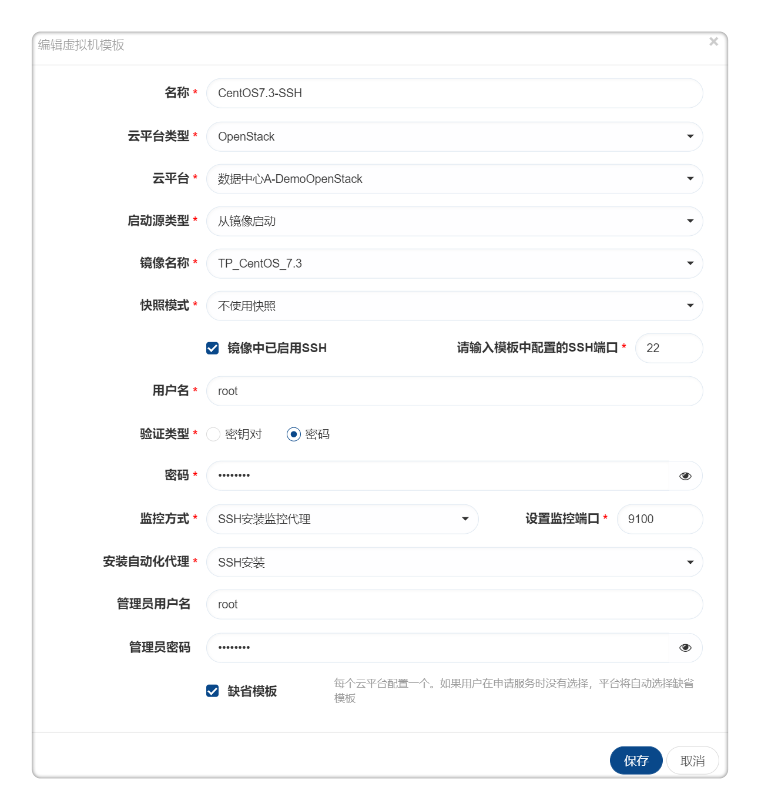 编辑虚拟机模板 ×
名称 * CentOS7.3-SSH
云平台类型 * OpenStack
云平台 * 数据中心A-DemoOpenStack
启动源类型 * 从镜像启动
镜像名称 * TP_CentOS_7.3
快照模式 * 不使用快照
镜像中已启用SSH 请输入模板中配置的SSH端口 * 22
用户名 * root
验证类型 * 密钥对 密码
密码 * ••••••••
监控方式 * SSH安装监控代理 设置监控端口 * 9100
安装自动化代理 * SSH安装
管理员用户名 root
管理员密码 ••••••••
缺省模板 每个云平台配置一个。如果用户在申请服务时没有选择，平台将自动选择缺省
模板
保存 取消